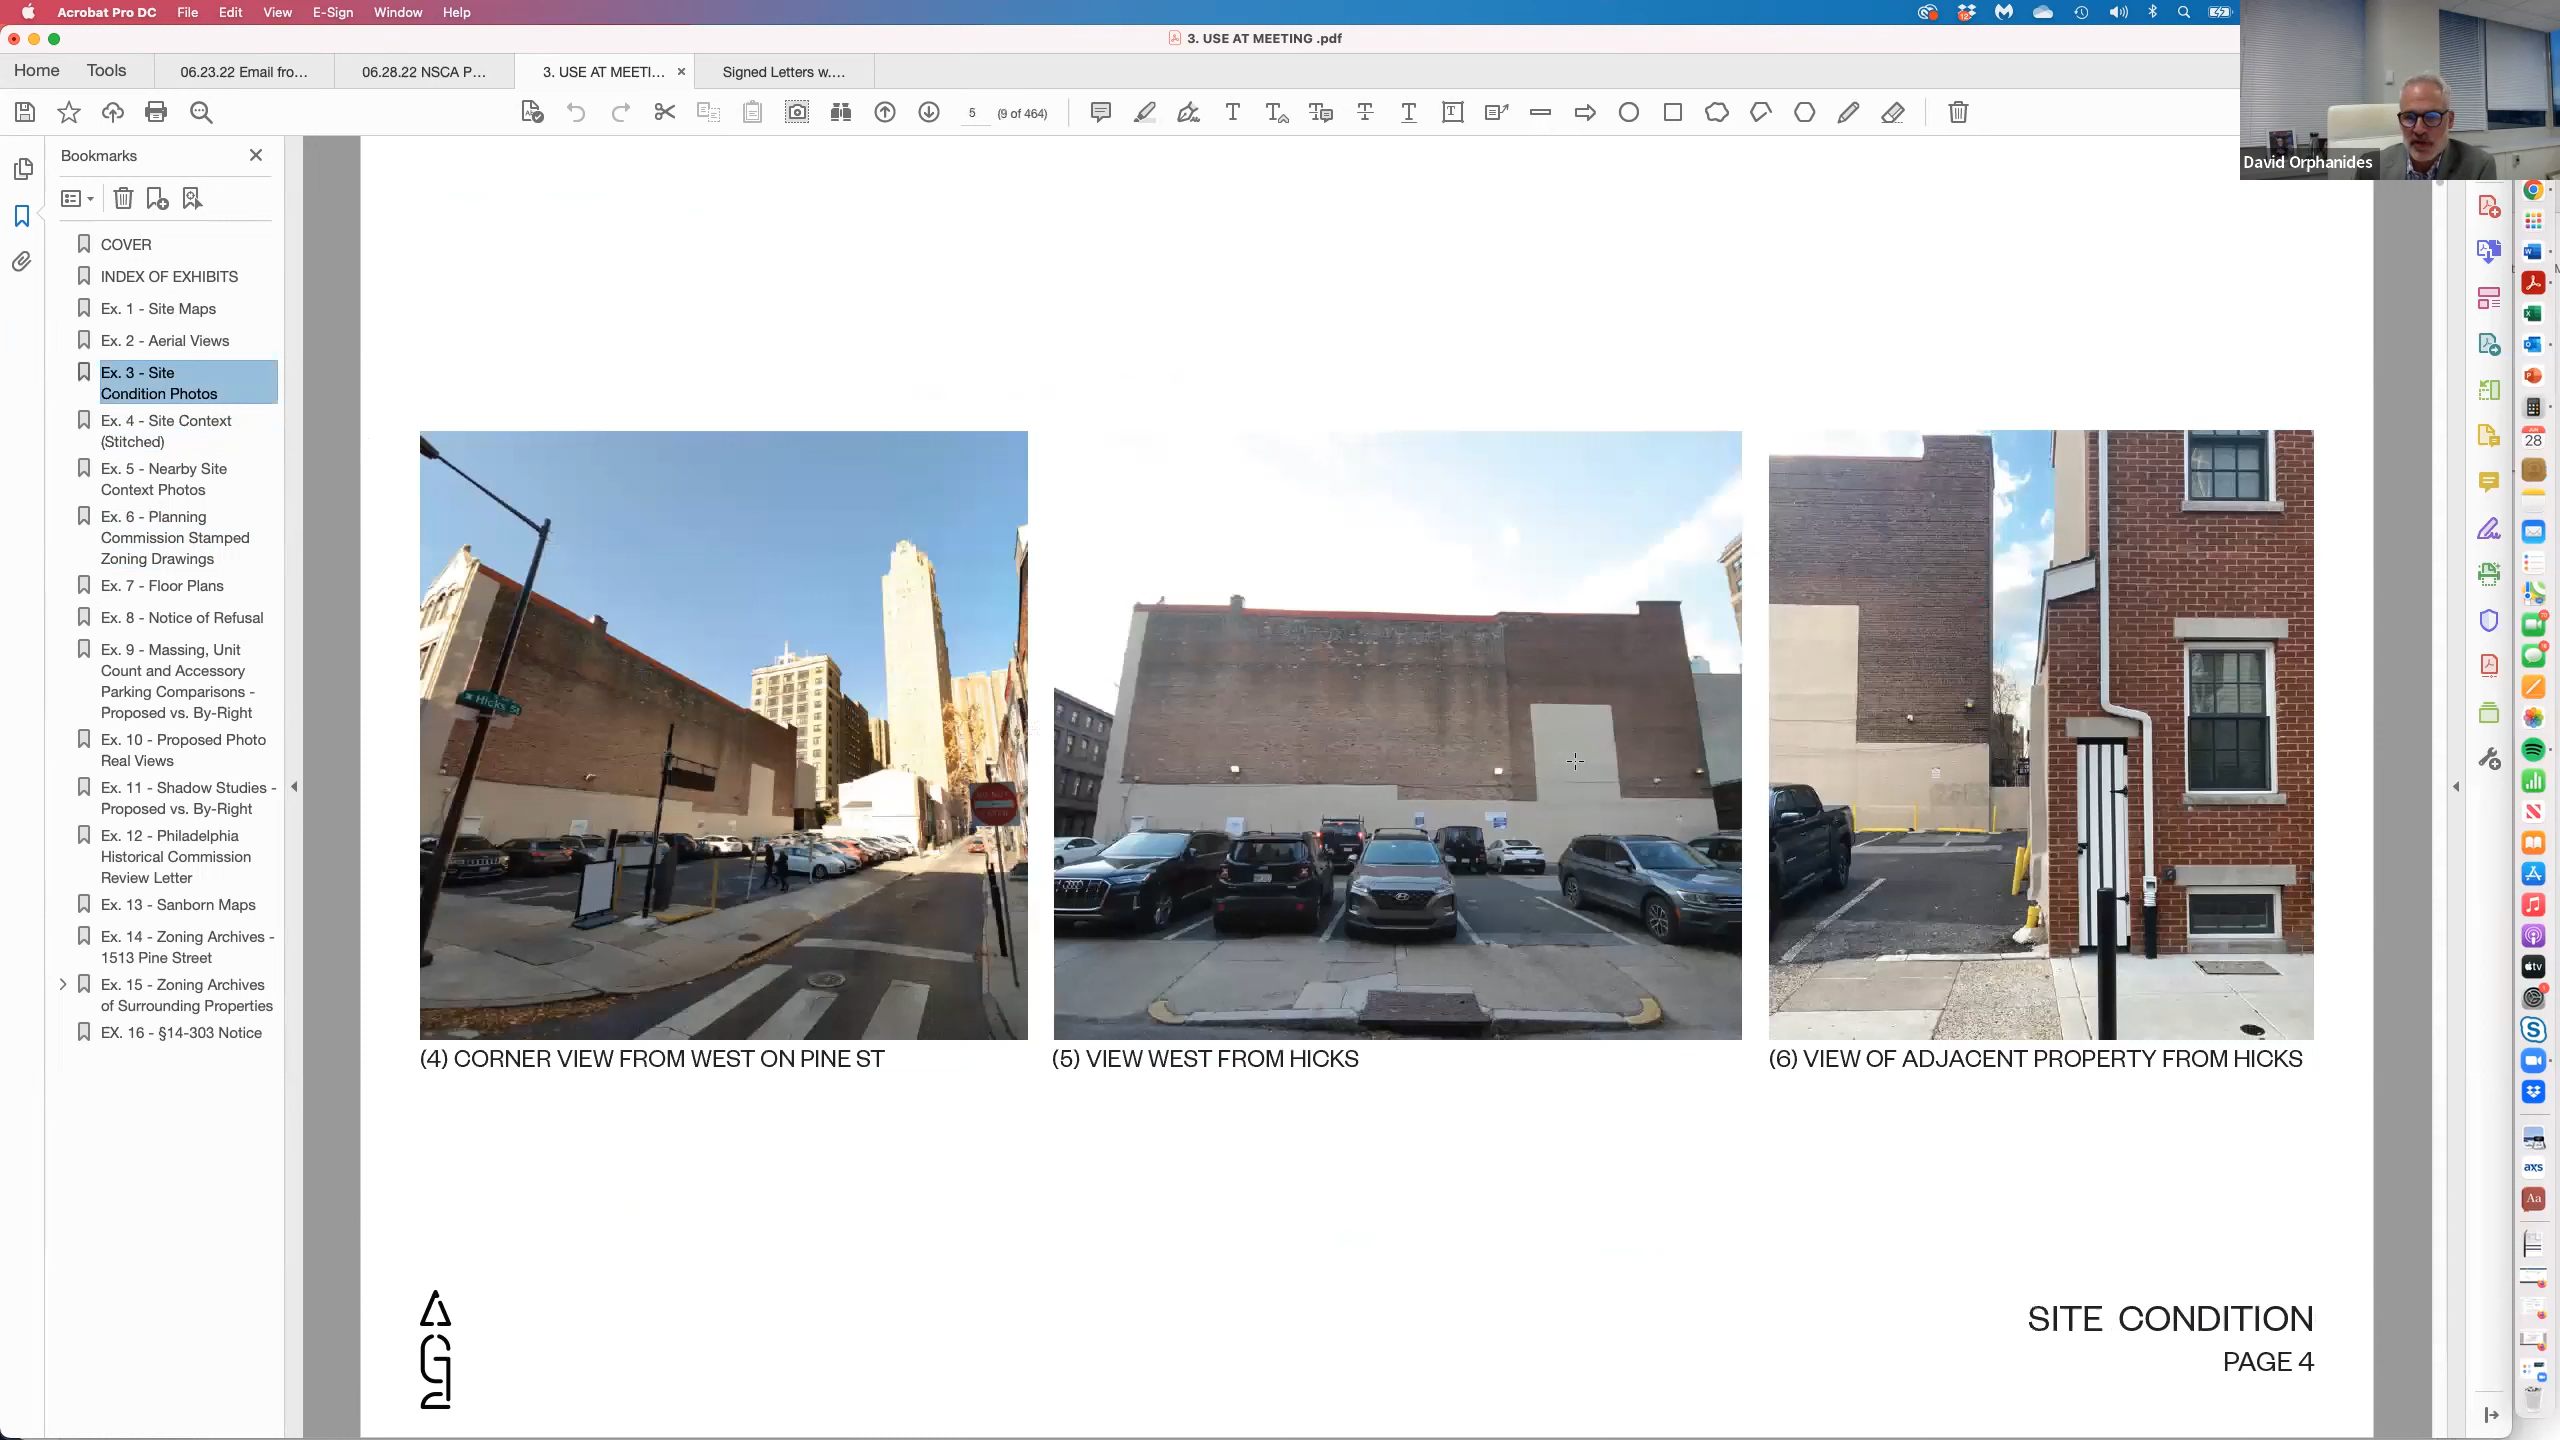 Acrobat Pro DC File Edit View E-Sign Window Help
3. USE AT MEETING .pdf
Home Tools 06.23.22 Email fro... 06.28.22 NSCA P... 3. USE AT MEETI... × Signed Letters w....
5 (9 of 464)
David Orphanides
Bookmarks
COVER
INDEX OF EXHIBITS
Ex. 1 - Site Maps
Ex. 2 - Aerial Views
Ex. 3 - Site
Condition Photos
Ex. 4 - Site Context
(Stitched)
Ex. 5 - Nearby Site
Context Photos
Ex. 6 - Planning
Commission Stamped
Zoning Drawings
Ex. 7 - Floor Plans
Ex. 8 - Notice of Refusal
Ex. 9 - Massing, Unit
Count and Accessory
Parking Comparisons -
Proposed vs. By-Right
Ex. 10 - Proposed Photo
Real Views
Ex. 11 - Shadow Studies -
Proposed vs. By-Right
Ex. 12 - Philadelphia
Historical Commission
Review Letter
Ex. 13 - Sanborn Maps
Ex. 14 - Zoning Archives -
1513 Pine Street
Ex. 15 - Zoning Archives
of Surrounding Properties
EX. 16 - §14-303 Notice
Hicks St
(4) CORNER VIEW FROM WEST ON PINE ST
(5) VIEW WEST FROM HICKS
(6) VIEW OF ADJACENT PROPERTY FROM HICKS
SITE CONDITION
PAGE 4
28
tv
axs
Aa